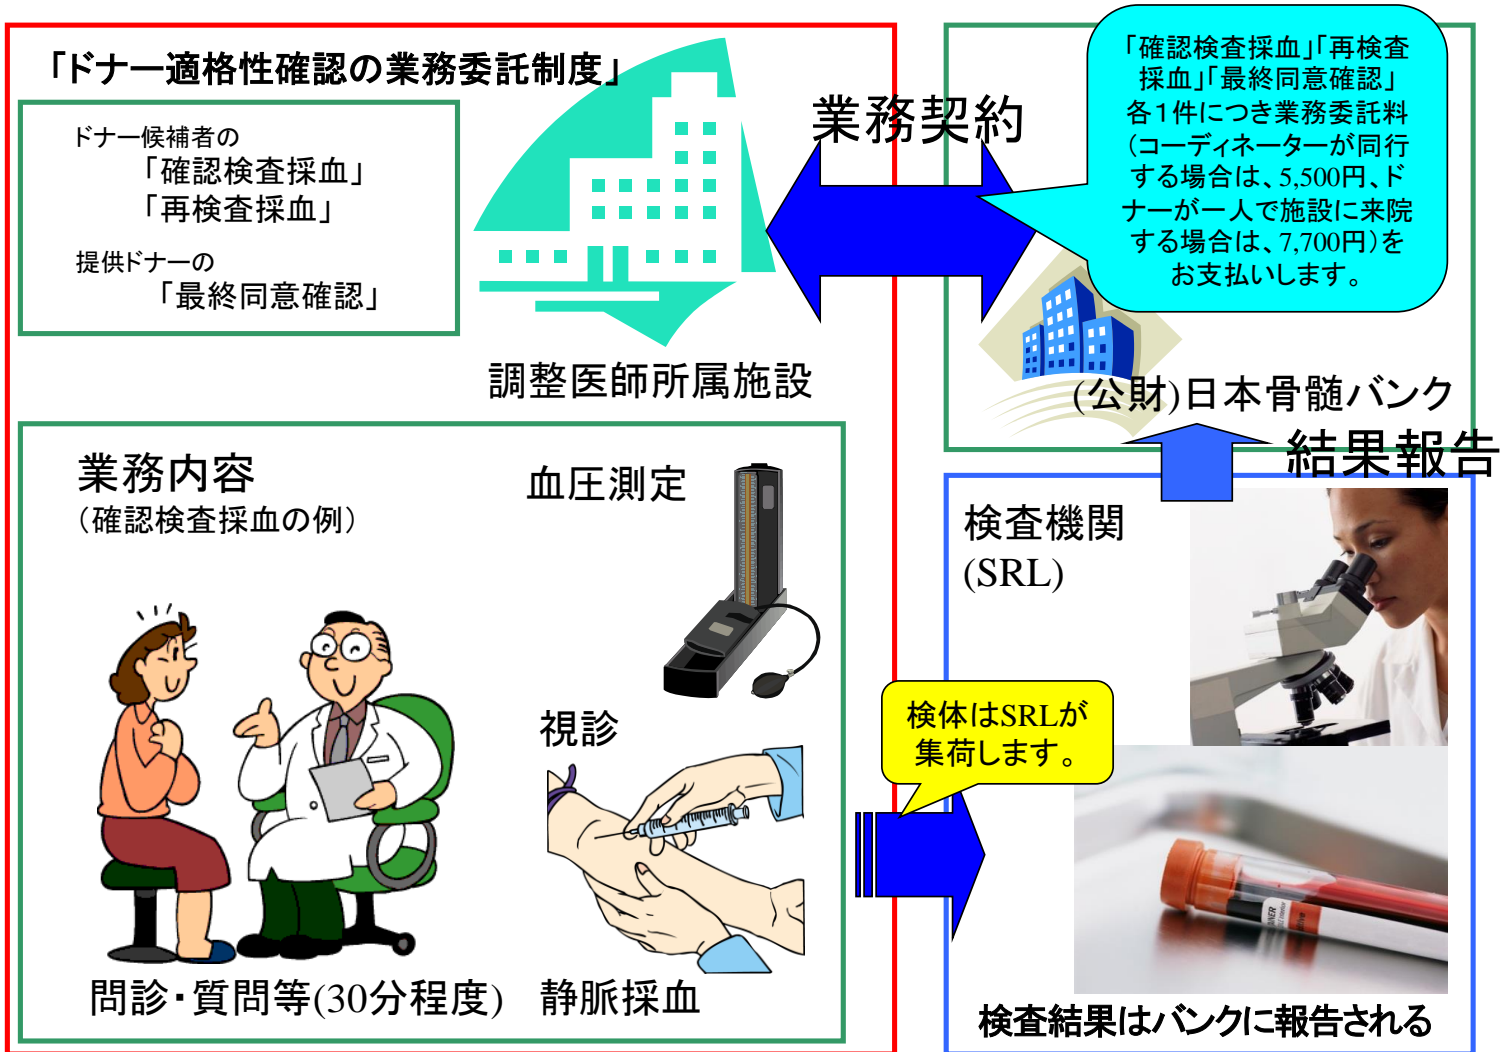 「ドナー適格性確認の業務委託制度」
ドナー候補者の
「確認検査採血」
「再検査採血」
提供ドナーの
「最終同意確認」
調整医師所属施設
業務契約
「確認検査採血」「再検査
採血」「最終同意確認」
各1件につき業務委託料
(コーディネーターが同行
する場合は、5,500円、ド
ナーが一人で施設に来院
する場合は、7,700円)を
お支払いします。
(公財)日本骨髄バンク
結果報告
業務内容
(確認検査採血の例)
血圧測定
視診
問診・質問等(30分程度)
静脈採血
検体はSRLが
集荷します。
検査機関
(SRL)
検査結果はバンクに報告される